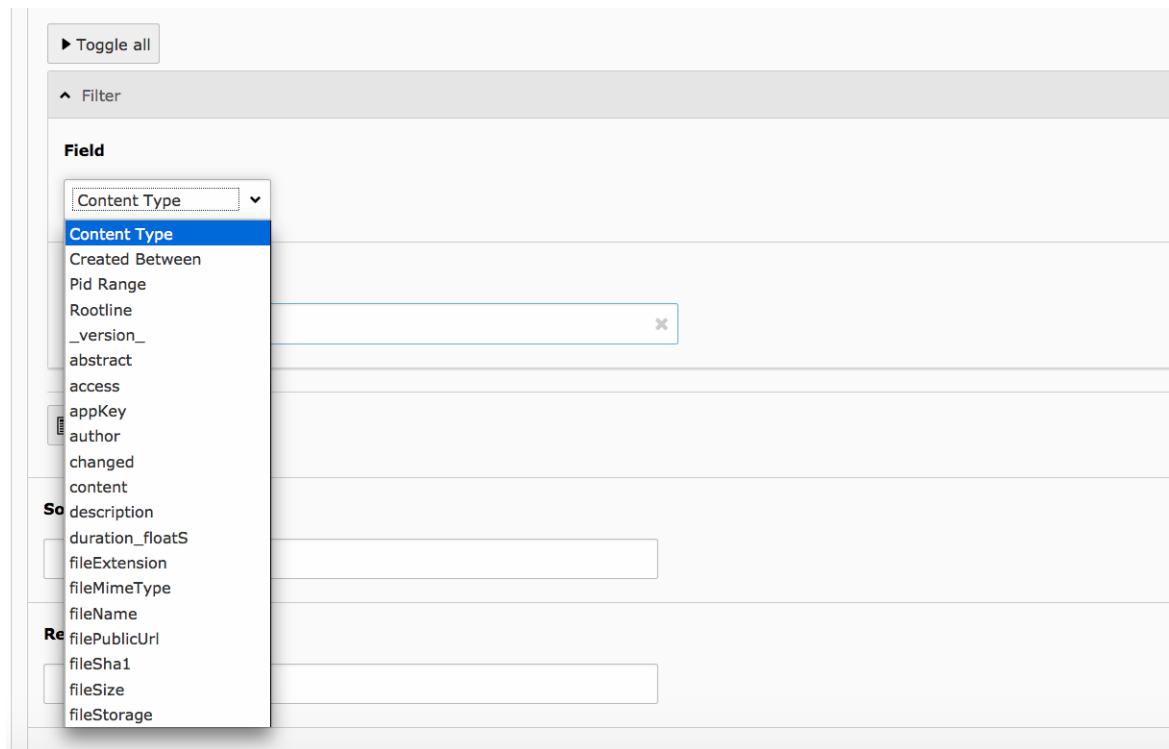 Toggle all
Filter
Field
Content Type
Content Type
Created Between
Pid Range
Rootline
_version_
abstract
access
appKey
author
changed
content
So
description
duration_floatS
fileExtension
fileMimeType
fileName
Re
filePublicUrl
fileSha1
fileSize
fileStorage